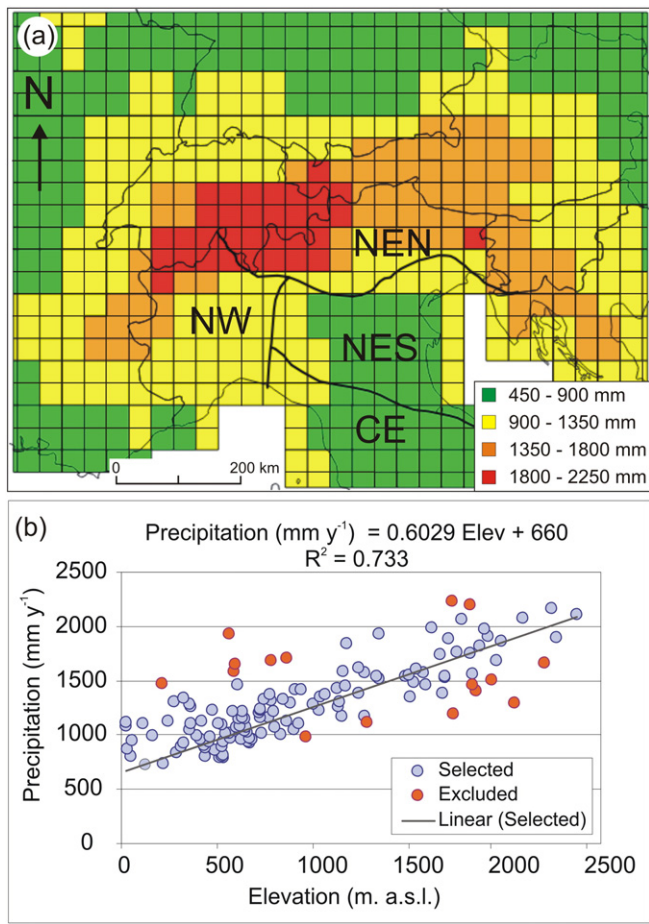 (a)
N
NEN
NW
NES
CE
0 200 km
450 - 900 mm
900 - 1350 mm
1350 - 1800 mm
1800 - 2250 mm
(b)
Precipitation (mm y⁻¹) = 0.6029 Elev + 660
R² = 0.733
Precipitation (mm y⁻¹)
2500
2000
1500
1000
500
0
Selected
Excluded
Linear (Selected)
0 500 1000 1500 2000 2500
Elevation (m. a.s.l.)